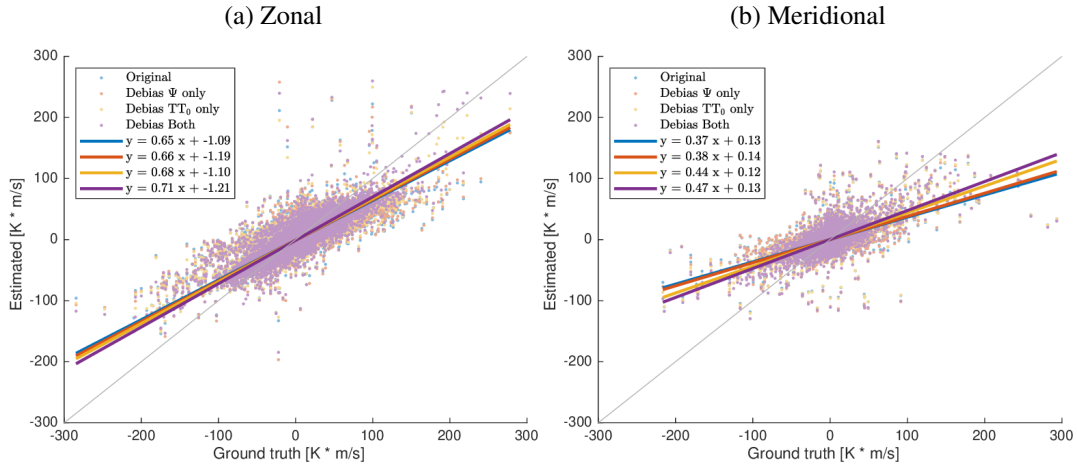 (a) Zonal
300
200
100
0
-100
-200
-300
-300
-200
-100
0
100
200
300
Estimated [K * m/s]
Ground truth [K * m/s]
Original
Debias Ψ only
Debias TT₀ only
Debias Both
y = 0.65 x + -1.09
y = 0.66 x + -1.19
y = 0.68 x + -1.10
y = 0.71 x + -1.21
(b) Meridional
300
200
100
0
-100
-200
-300
-300
-200
-100
0
100
200
300
Estimated [K * m/s]
Ground truth [K * m/s]
Original
Debias Ψ only
Debias TT₀ only
Debias Both
y = 0.37 x + 0.13
y = 0.38 x + 0.14
y = 0.44 x + 0.12
y = 0.47 x + 0.13